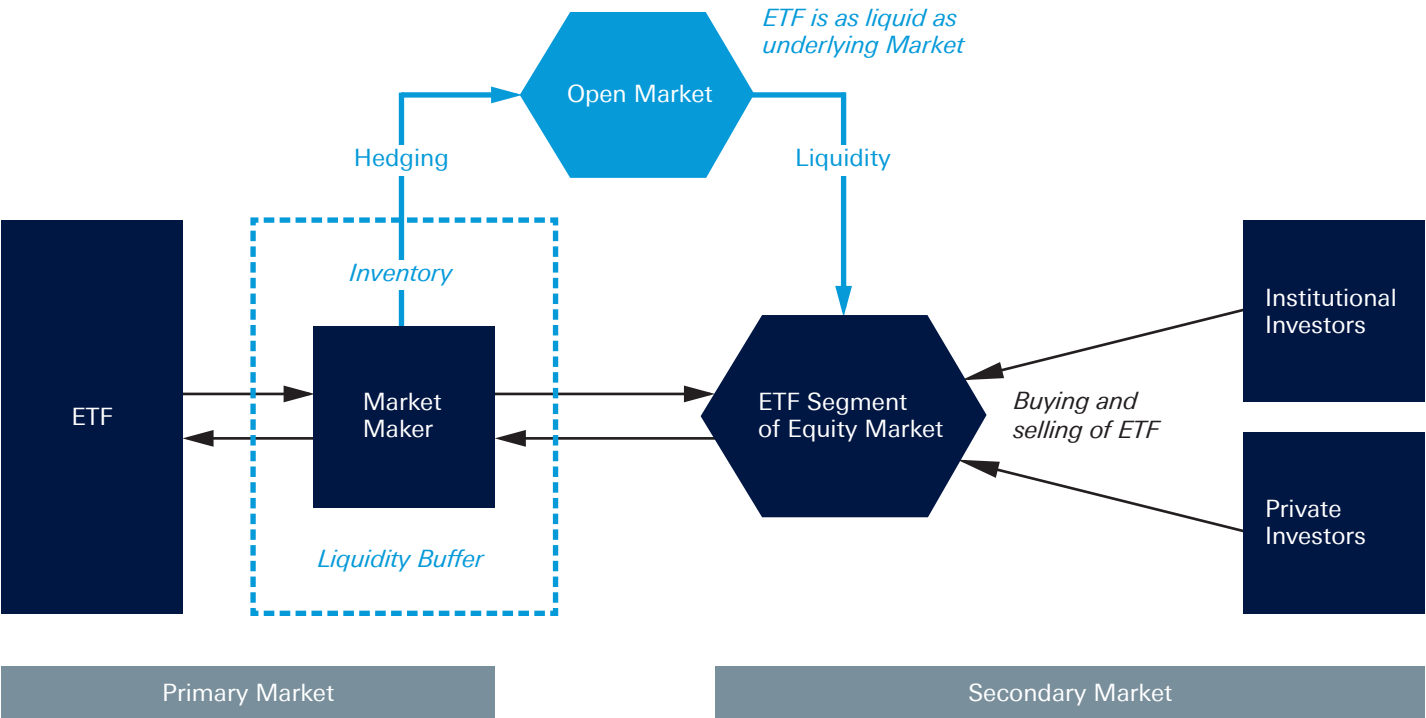 ETF is as liquid as
underlying Market
Open Market
Hedging
Liquidity
Inventory
Institutional
Investors
ETF
Market
Maker
ETF Segment
of Equity Market
Buying and
selling of ETF
Private
Investors
Liquidity Buffer
Primary Market
Secondary Market